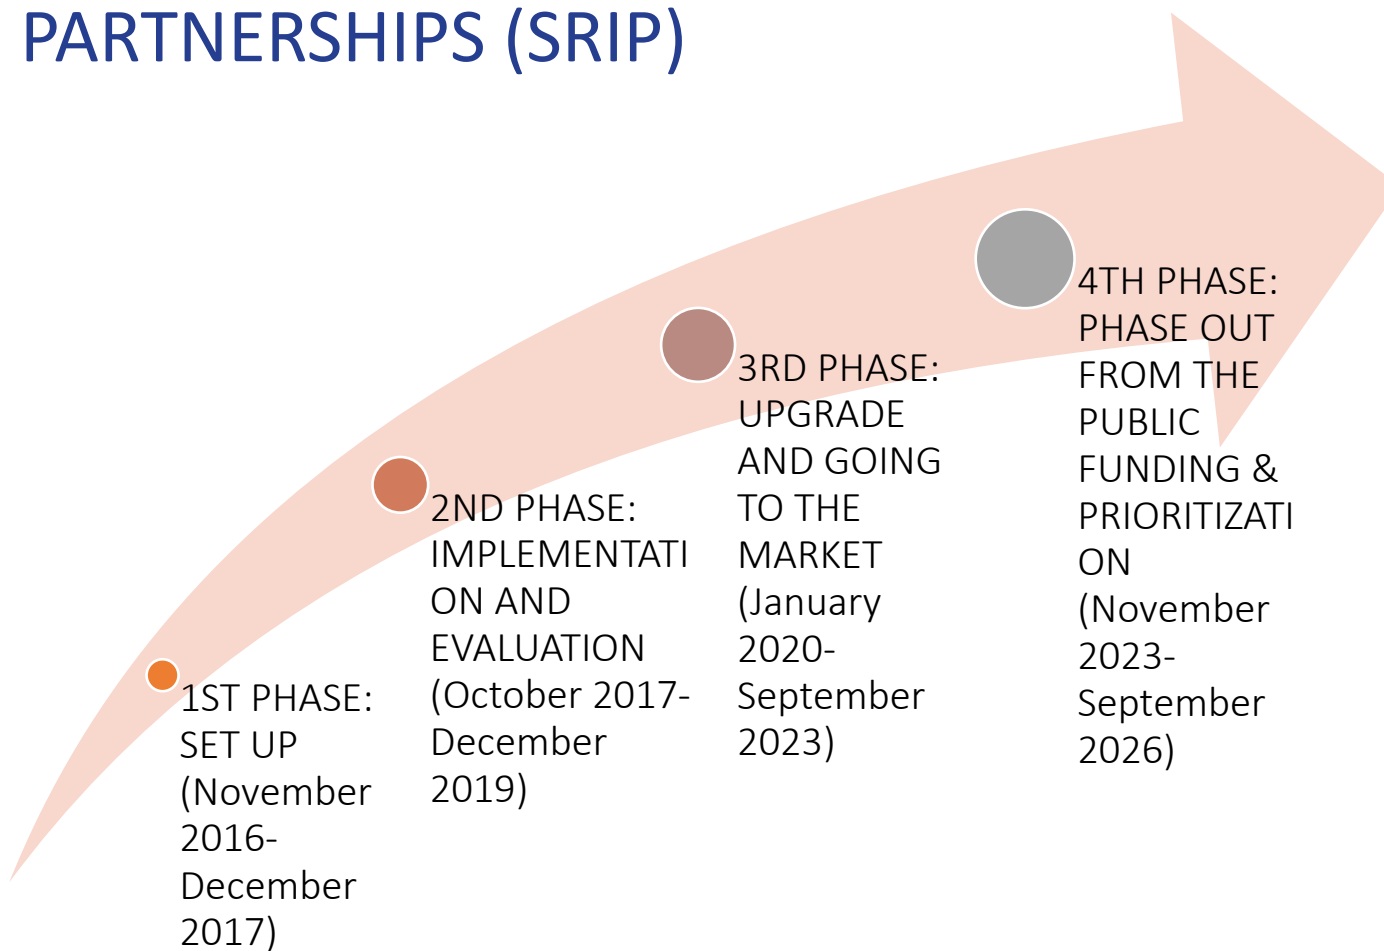 PARTNERSHIPS (SRIP)
1ST PHASE:
SET UP
(November
2016-
December
2017)
2ND PHASE:
IMPLEMENTATI
ON AND
EVALUATION
(October 2017-
December
2019)
3RD PHASE:
UPGRADE
AND GOING
TO THE
MARKET
(January
2020-
September
2023)
4TH PHASE:
PHASE OUT
FROM THE
PUBLIC
FUNDING &
PRIORITIZATI
ON
(November
2023-
September
2026)